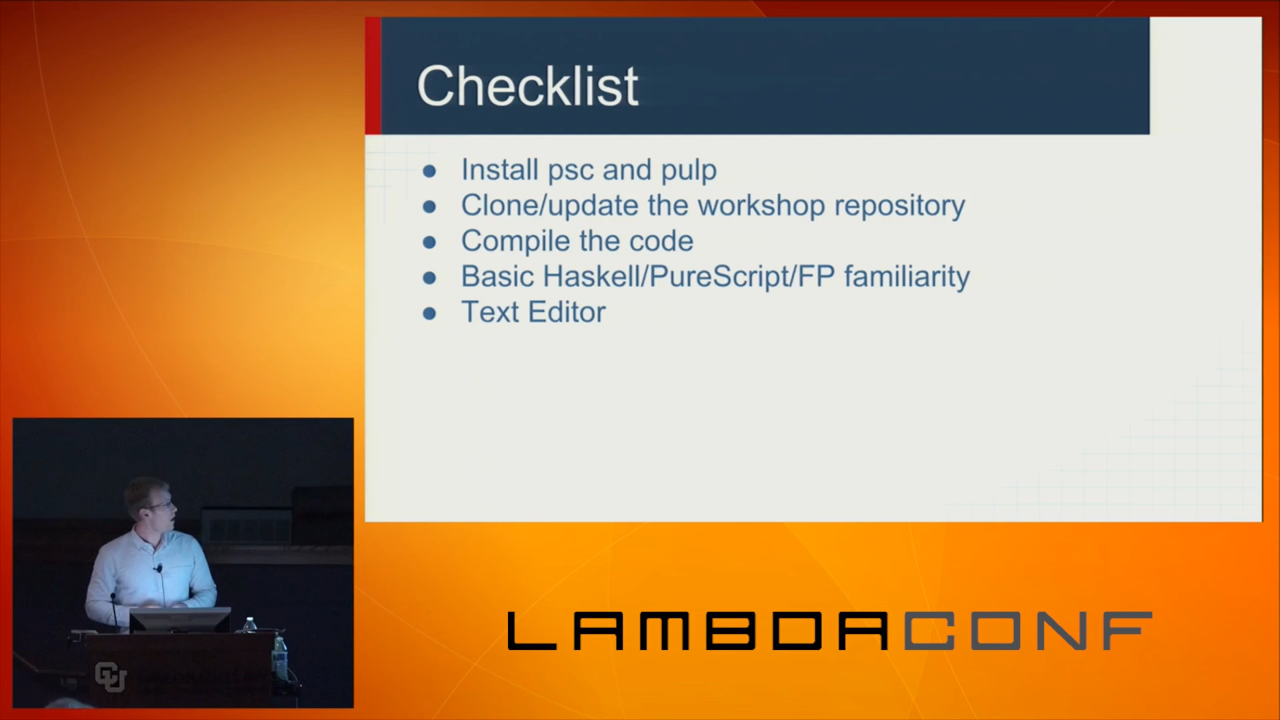 Checklist
Install psc and pulp
Clone/update the workshop repository
Compile the code
Basic Haskell/PureScript/FP familiarity
Text Editor
LAMBDACONF
CU